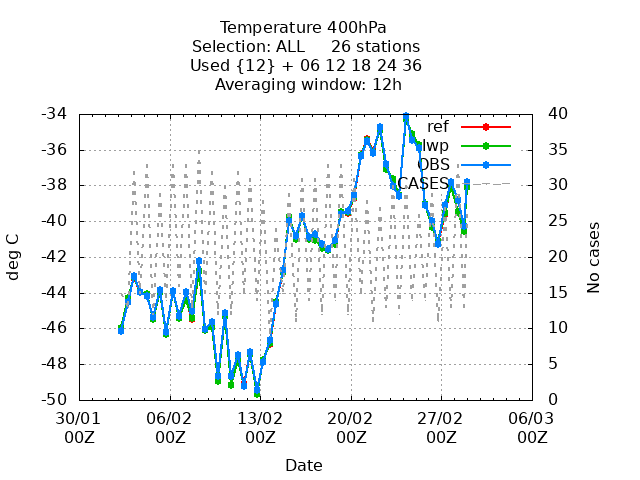 Temperature 400hPa
Selection: ALL     26 stations
Used {12} + 06 12 18 24 36
Averaging window: 12h
-34
-36
-38
-40
-42
-44
-46
-48
-50
deg C
40
35
30
25
20
15
10
5
0
No cases
ref
lwp
OBS
CASES
30/01 06/02 13/02 20/02 27/02 06/03
00Z 00Z 00Z 00Z 00Z 00Z
Date